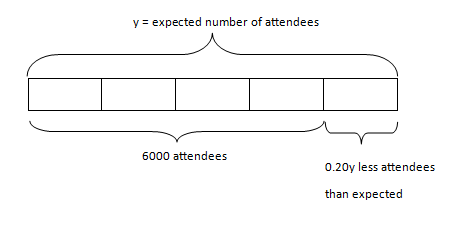 y = expected number of attendees
6000 attendees
0.20y less attendees
than expected